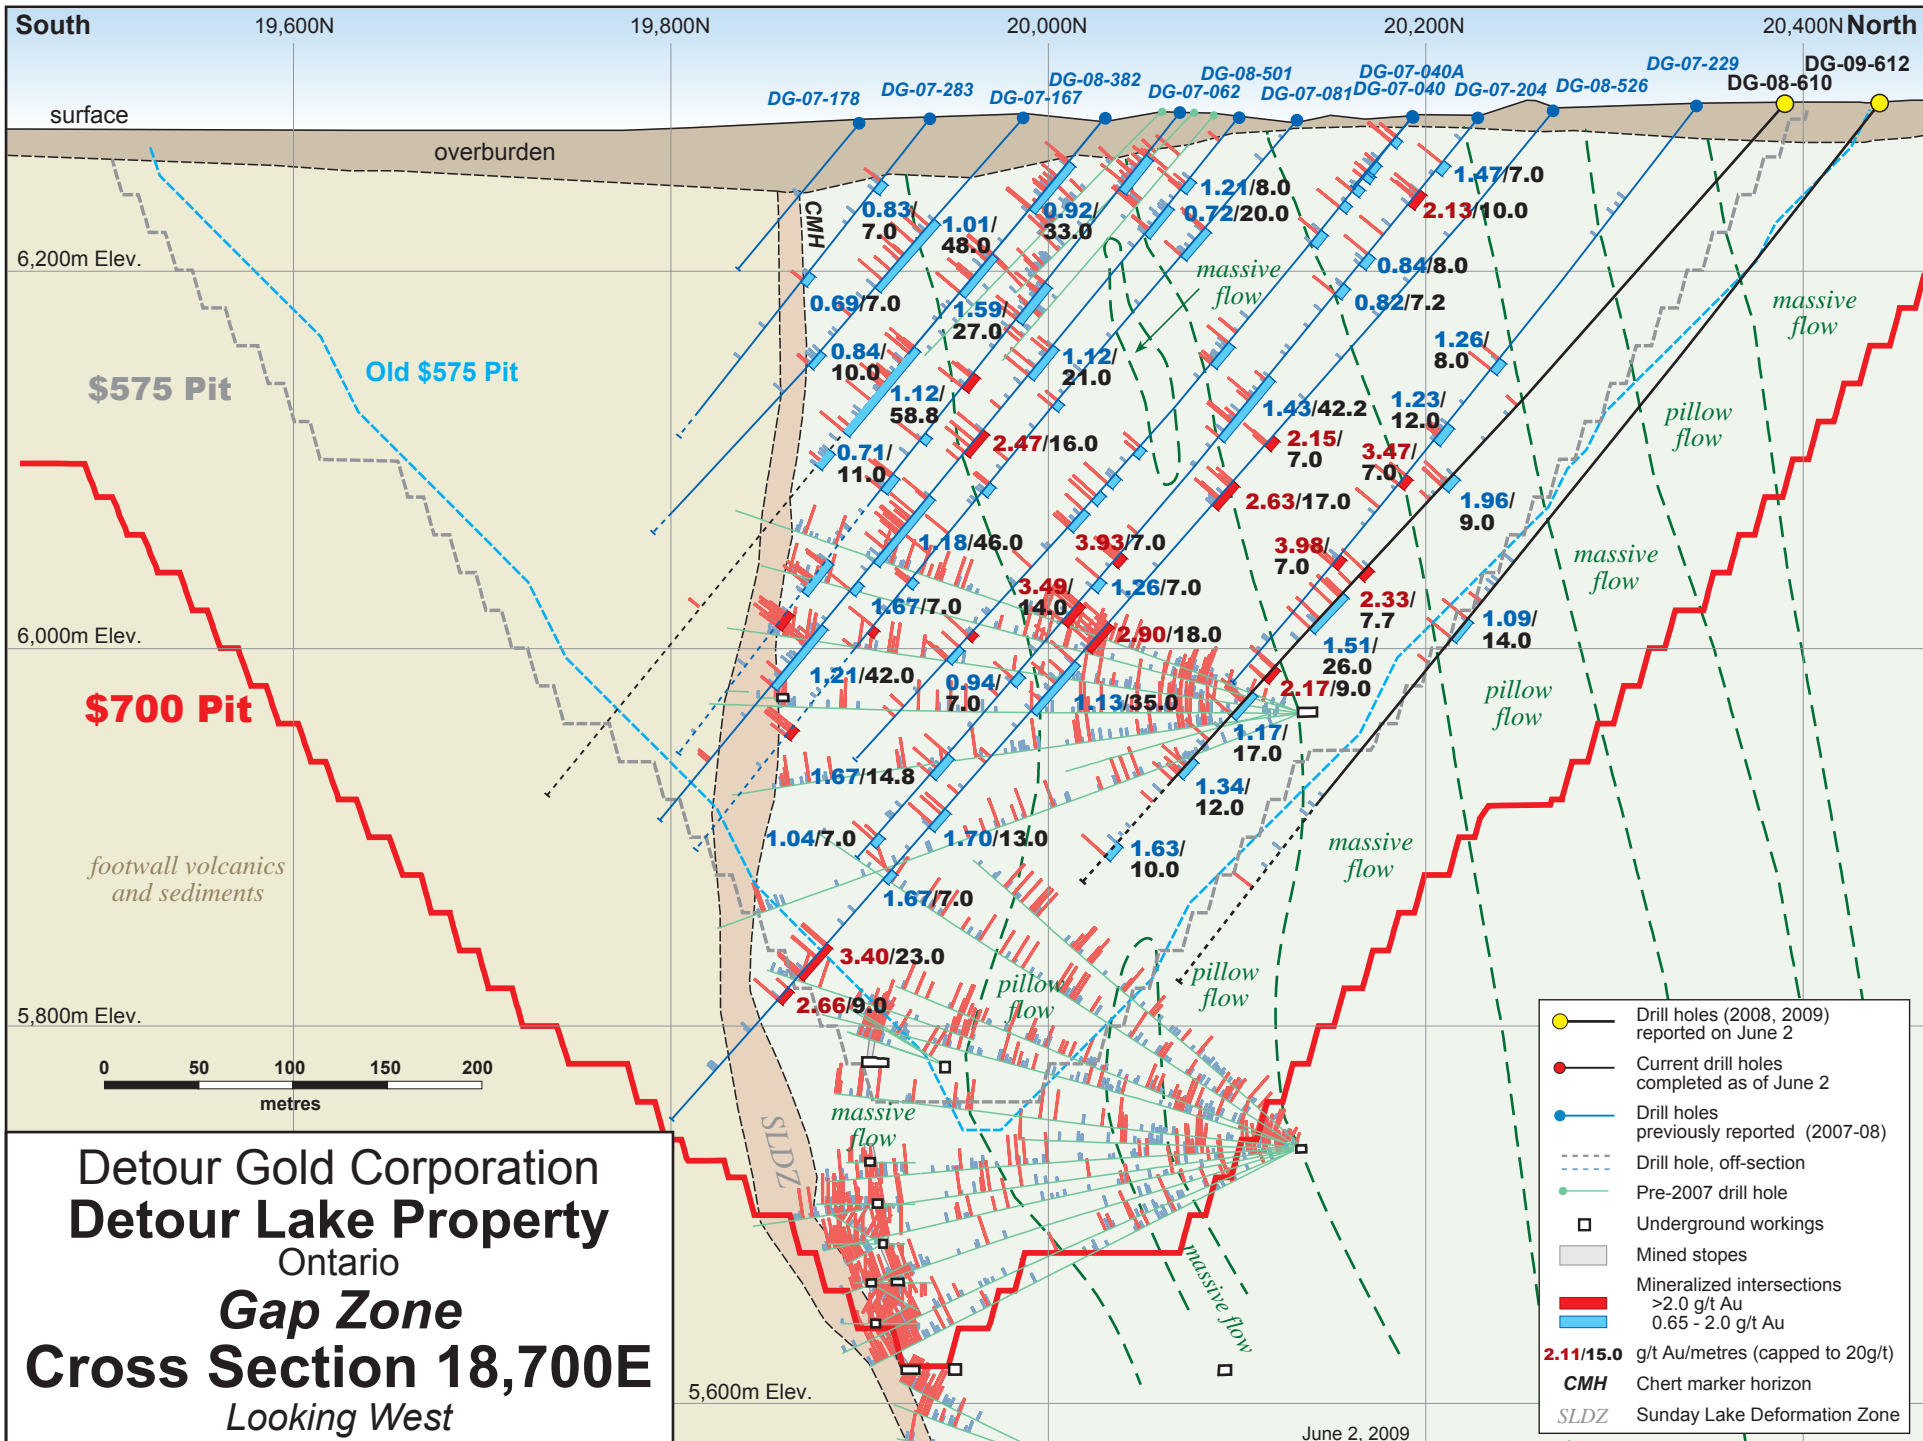 South
19,600N
19,800N
20,000N
20,200N
20,400N
North
DG-07-178
DG-07-283
DG-07-167
DG-08-382
DG-07-062
DG-08-501
DG-07-081
DG-07-040A
DG-07-040
DG-07-204
DG-08-526
DG-07-229
DG-08-610
DG-09-612
surface
overburden
CMH
6,200m Elev.
6,000m Elev.
5,800m Elev.
5,600m Elev.
$575 Pit
Old $575 Pit
$700 Pit
footwall volcanics
and sediments
0.83/
7.0
1.01/
48.0
0.92/
33.0
1.21/8.0
0.72/20.0
1.47/7.0
2.13/10.0
0.84/8.0
0.82/7.2
0.69/7.0
1.59/
27.0
massive
flow
massive
flow
0.84/
10.0
1.12/
58.8
1.12/
21.0
1.26/
8.0
1.43/42.2
1.23/
12.0
pillow
flow
0.71/
11.0
2.47/16.0
2.15/
7.0
3.47/
7.0
2.63/17.0
1.96/
9.0
1.18/46.0
3.93/7.0
3.98/
7.0
massive
flow
1.67/7.0
3.49/
14.0
1.26/7.0
2.33/
7.7
1.09/
14.0
2.90/18.0
1.51/
26.0
1.21/42.0
0.94/
7.0
1.13/35.0
2.17/9.0
pillow
flow
1.17/
17.0
1.67/14.8
1.34/
12.0
1.04/7.0
1.70/13.0
1.63/
10.0
massive
flow
1.67/7.0
3.40/23.0
2.66/9.0
pillow
flow
pillow
flow
massive
flow
SLDZ
massive flow
0
50
100
150
200
metres
Detour Gold Corporation
Detour Lake Property
Ontario
Gap Zone
Cross Section 18,700E
Looking West
June 2, 2009
Drill holes (2008, 2009)
reported on June 2
Current drill holes
completed as of June 2
Drill holes
previously reported (2007-08)
Drill hole, off-section
Pre-2007 drill hole
Underground workings
Mined stopes
Mineralized intersections
>2.0 g/t Au
0.65 - 2.0 g/t Au
2.11/15.0 g/t Au/metres (capped to 20g/t)
CMH Chert marker horizon
SLDZ Sunday Lake Deformation Zone